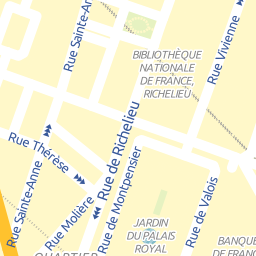 Rue Sainte-An
BIBLIOTHÈQUE
NATIONALE
DE FRANCE,
RICHELIEU
Rue Vivienne
Rue Thérèse
Rue de Richelieu
Rue Sainte-Anne
Rue Molière
Rue de Montpensier
Rue de Valois
JARDIN
DU PALAIS
ROYAL
QUARTIER
BANQUE
DE FRANC